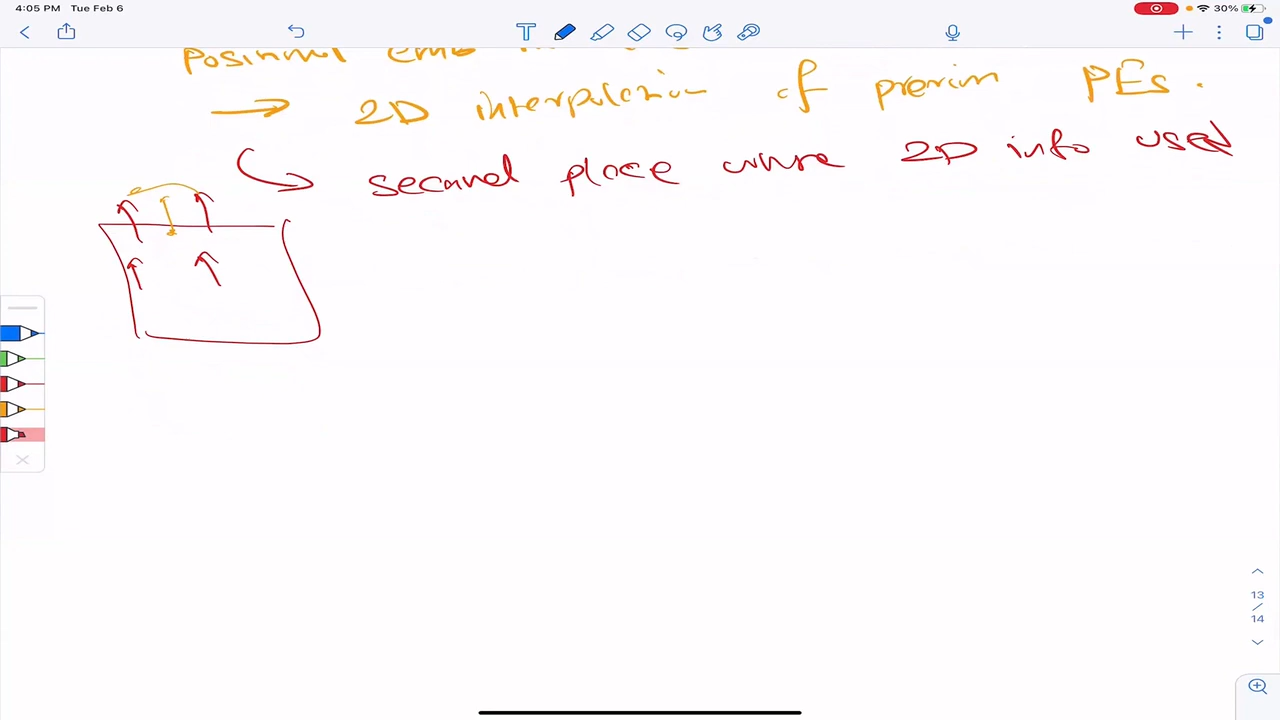 4:05 PM Tue Feb 6
30%
T
→ 2D interpolation of previous PEs.
second place where 2D info used
13
14